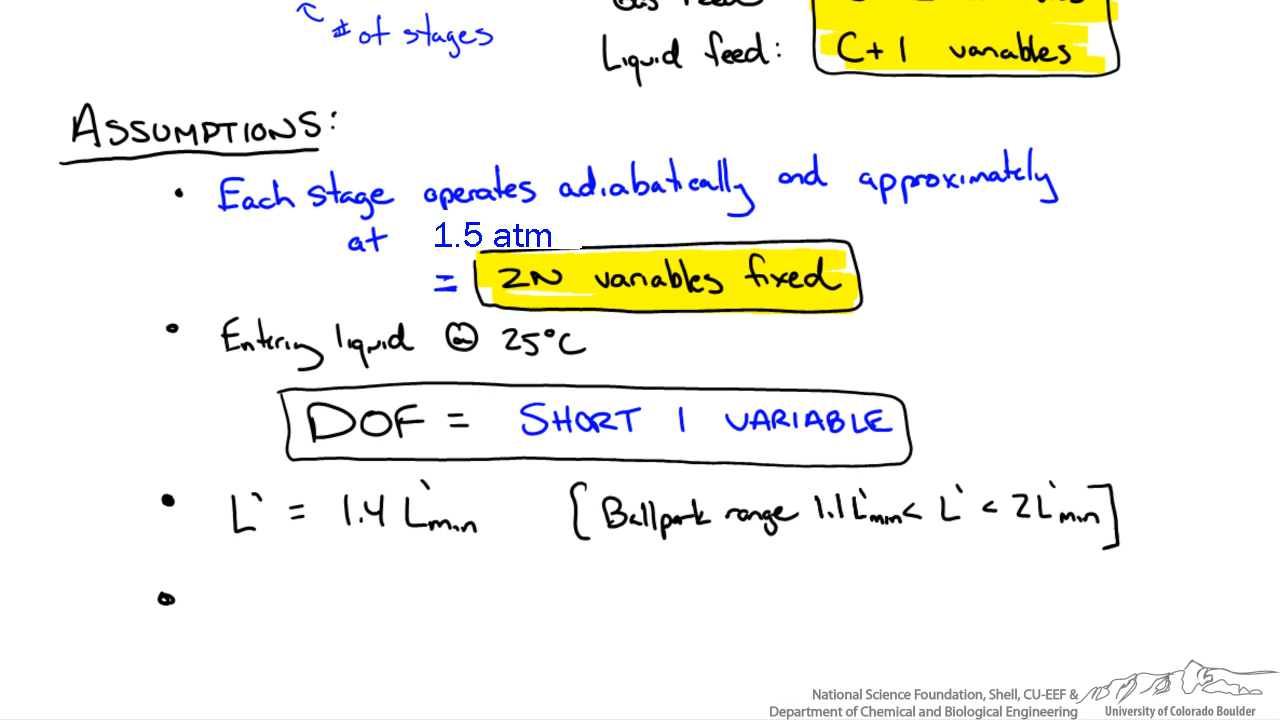 # of stages
Liquid feed: C+1 variables
ASSUMPTIONS:
• Each stage operates adiabatically and approximately
at 1.5 atm
= 2N variables fixed
• Entering liquid @ 25°C
DOF = SHORT 1 VARIABLE
• L' = 1.4 L'min [Ballpark range 1.1L'min < L' < 2L'min]
•
National Science Foundation, Shell, CU-EEF &
Department of Chemical and Biological Engineering
University of Colorado Boulder